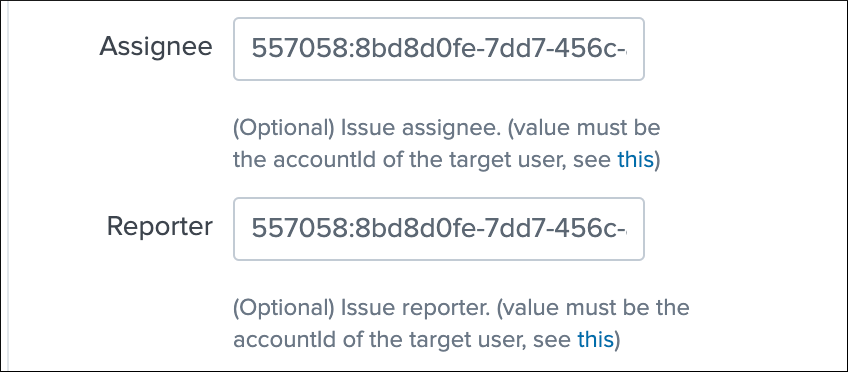 Assignee
557058:8bd8d0fe-7dd7-456c-
(Optional) Issue assignee. (value must be
the accountId of the target user, see this)
Reporter
557058:8bd8d0fe-7dd7-456c-
(Optional) Issue reporter. (value must be the
accountId of the target user, see this)